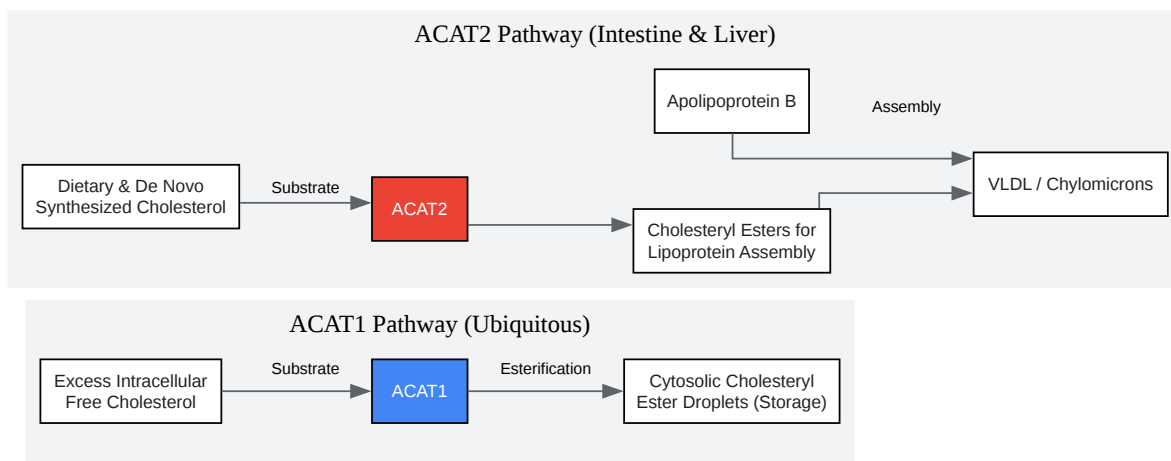 ACAT2 Pathway (Intestine & Liver)
Apolipoprotein B
Assembly
Dietary & De Novo
Synthesized Cholesterol
Substrate
ACAT2
Cholesteryl Esters for
Lipoprotein Assembly
VLDL / Chylomicrons
ACAT1 Pathway (Ubiquitous)
Excess Intracellular
Free Cholesterol
Substrate
ACAT1
Esterification
Cytosolic Cholesteryl
Ester Droplets (Storage)